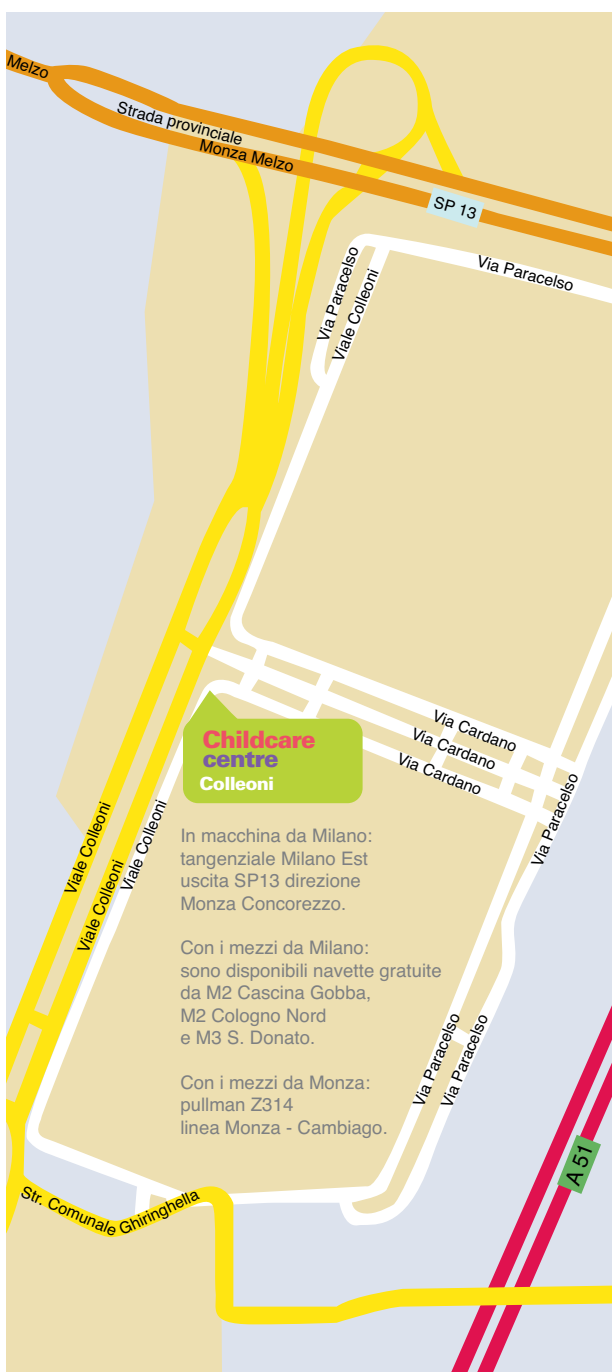 Melzo
Strada provinciale
Monza Melzo
SP 13
Via Paracelso
Via Paracelso
Viale Colleoni
Via Cardano
Via Cardano
Via Cardano
Childcare
centre
Colleoni
Viale Colleoni
Viale Colleoni
Viale Colleoni
Via Paracelso
In macchina da Milano:
tangenziale Milano Est
uscita SP13 direzione
Monza Concorezzo.
Con i mezzi da Milano:
sono disponibili navette gratuite
da M2 Cascina Gobba,
M2 Cologno Nord
e M3 S. Donato.
Con i mezzi da Monza:
pullman Z314
linea Monza - Cambiago.
Via Paracelso
Via Paracelso
A 51
Str. Comunale Ghiringhella